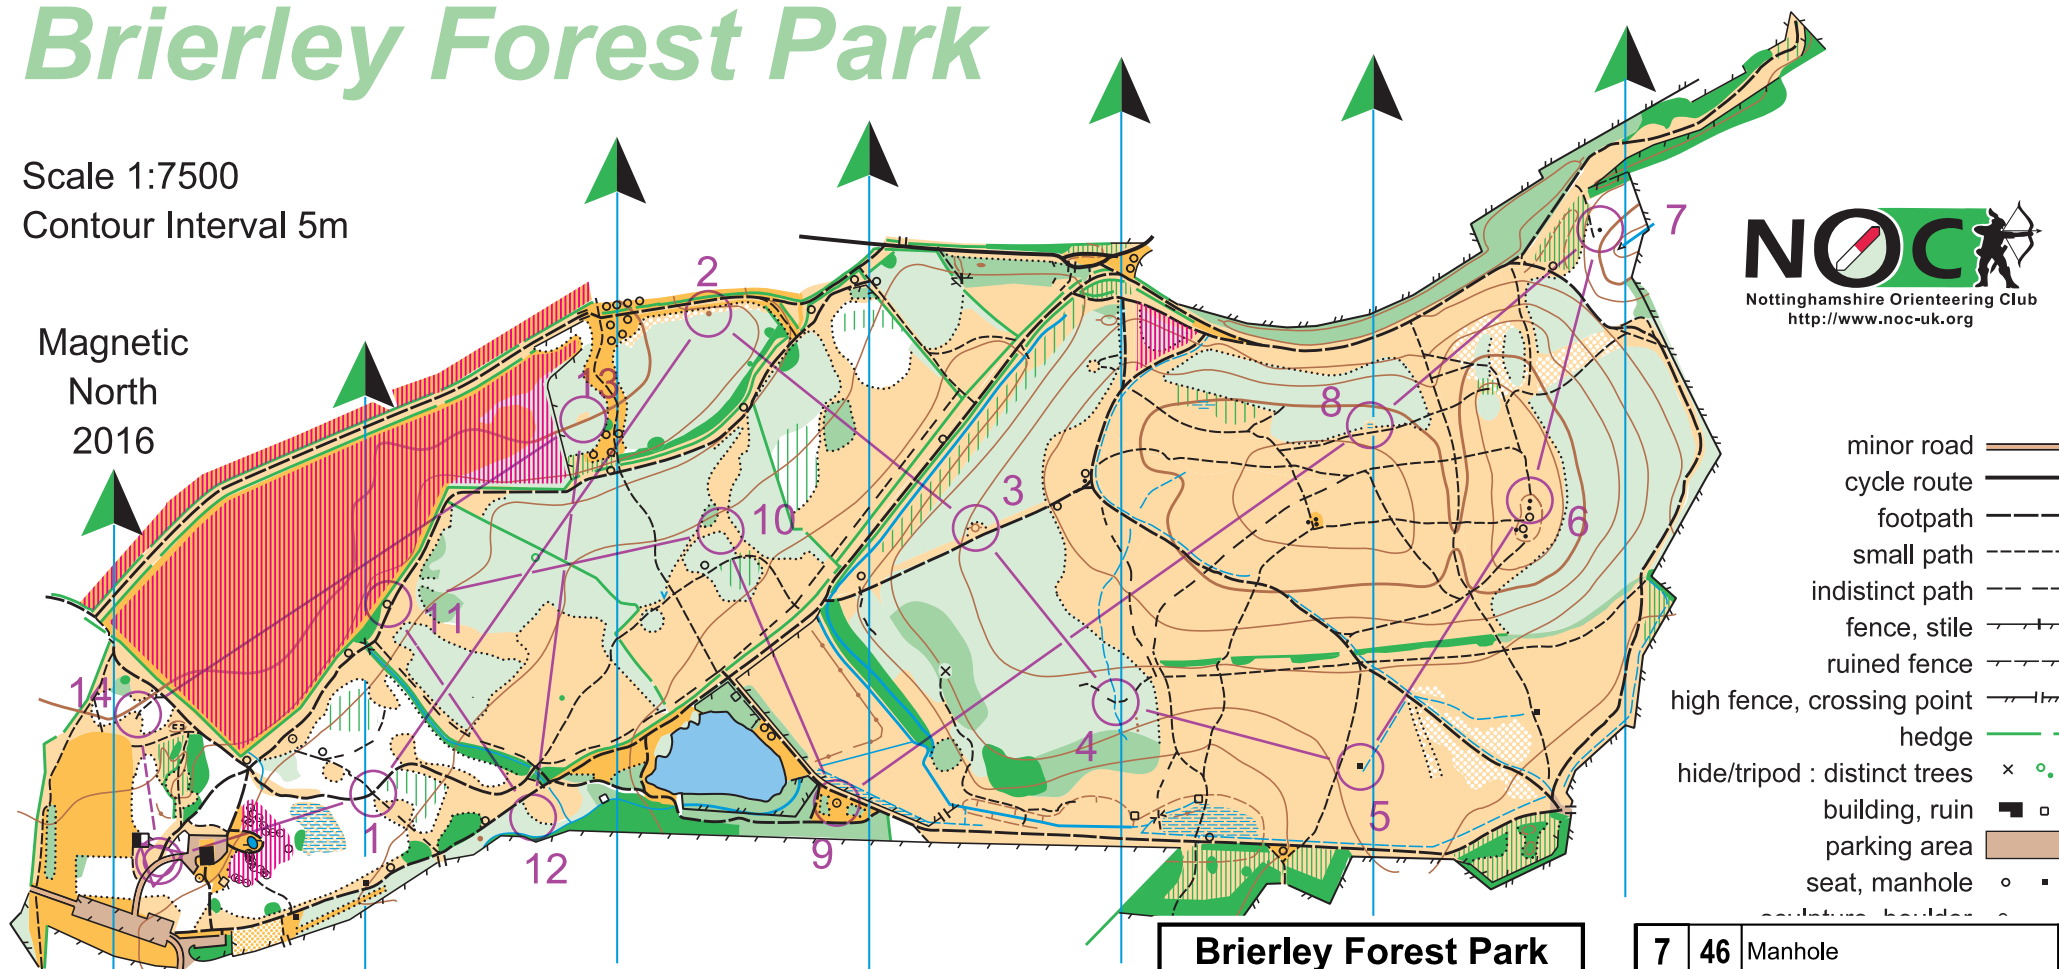 Brierley Forest Park
Scale 1:7500
Contour Interval 5m
Magnetic
North
2016
NOC
Nottinghamshire Orienteering Club
http://www.noc-uk.org
minor road
cycle route
footpath
small path
indistinct path
fence, stile
ruined fence
high fence, crossing point
hedge
hide/tripod : distinct trees
building, ruin
parking area
seat, manhole
sculpture, boulder
1
2
3
4
5
6
7
8
9
10
11
12
13
14
Brierley Forest Park
7 46 Manhole